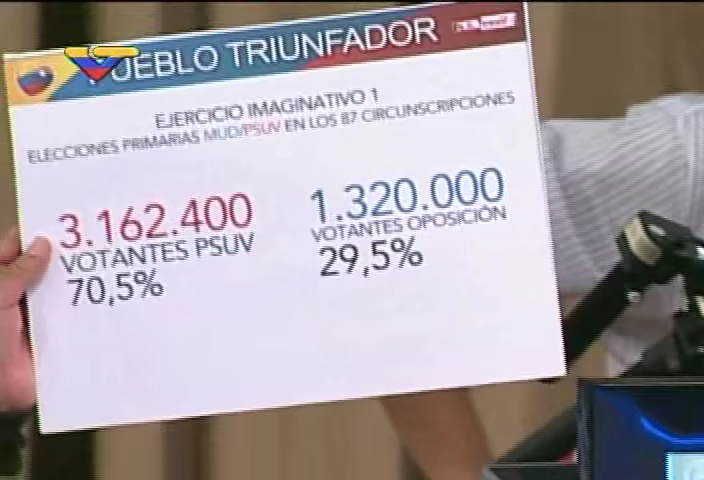 PUEBLO TRIUNFADOR
EJERCICIO IMAGINATIVO 1
ELECCIONES PRIMARIAS MUD/PSUV EN LOS 87 CIRCUNSCRIPCIONES
3.162.400
VOTANTES PSUV
70,5%
1.320.000
VOTANTES OPOSICIÓN
29,5%